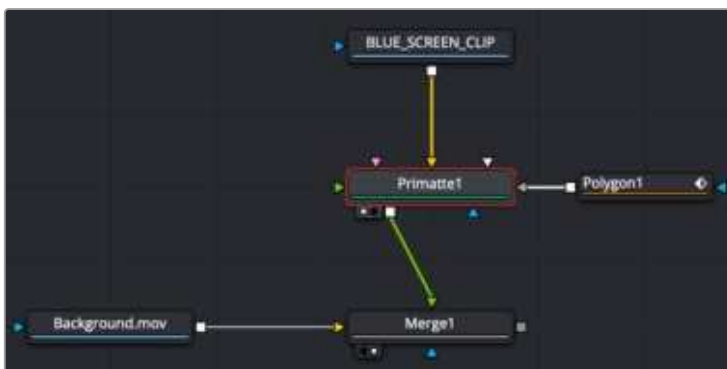 BLUE_SCREEN_CLIP
Primatte1
Polygon1
Background.mov
Merge1